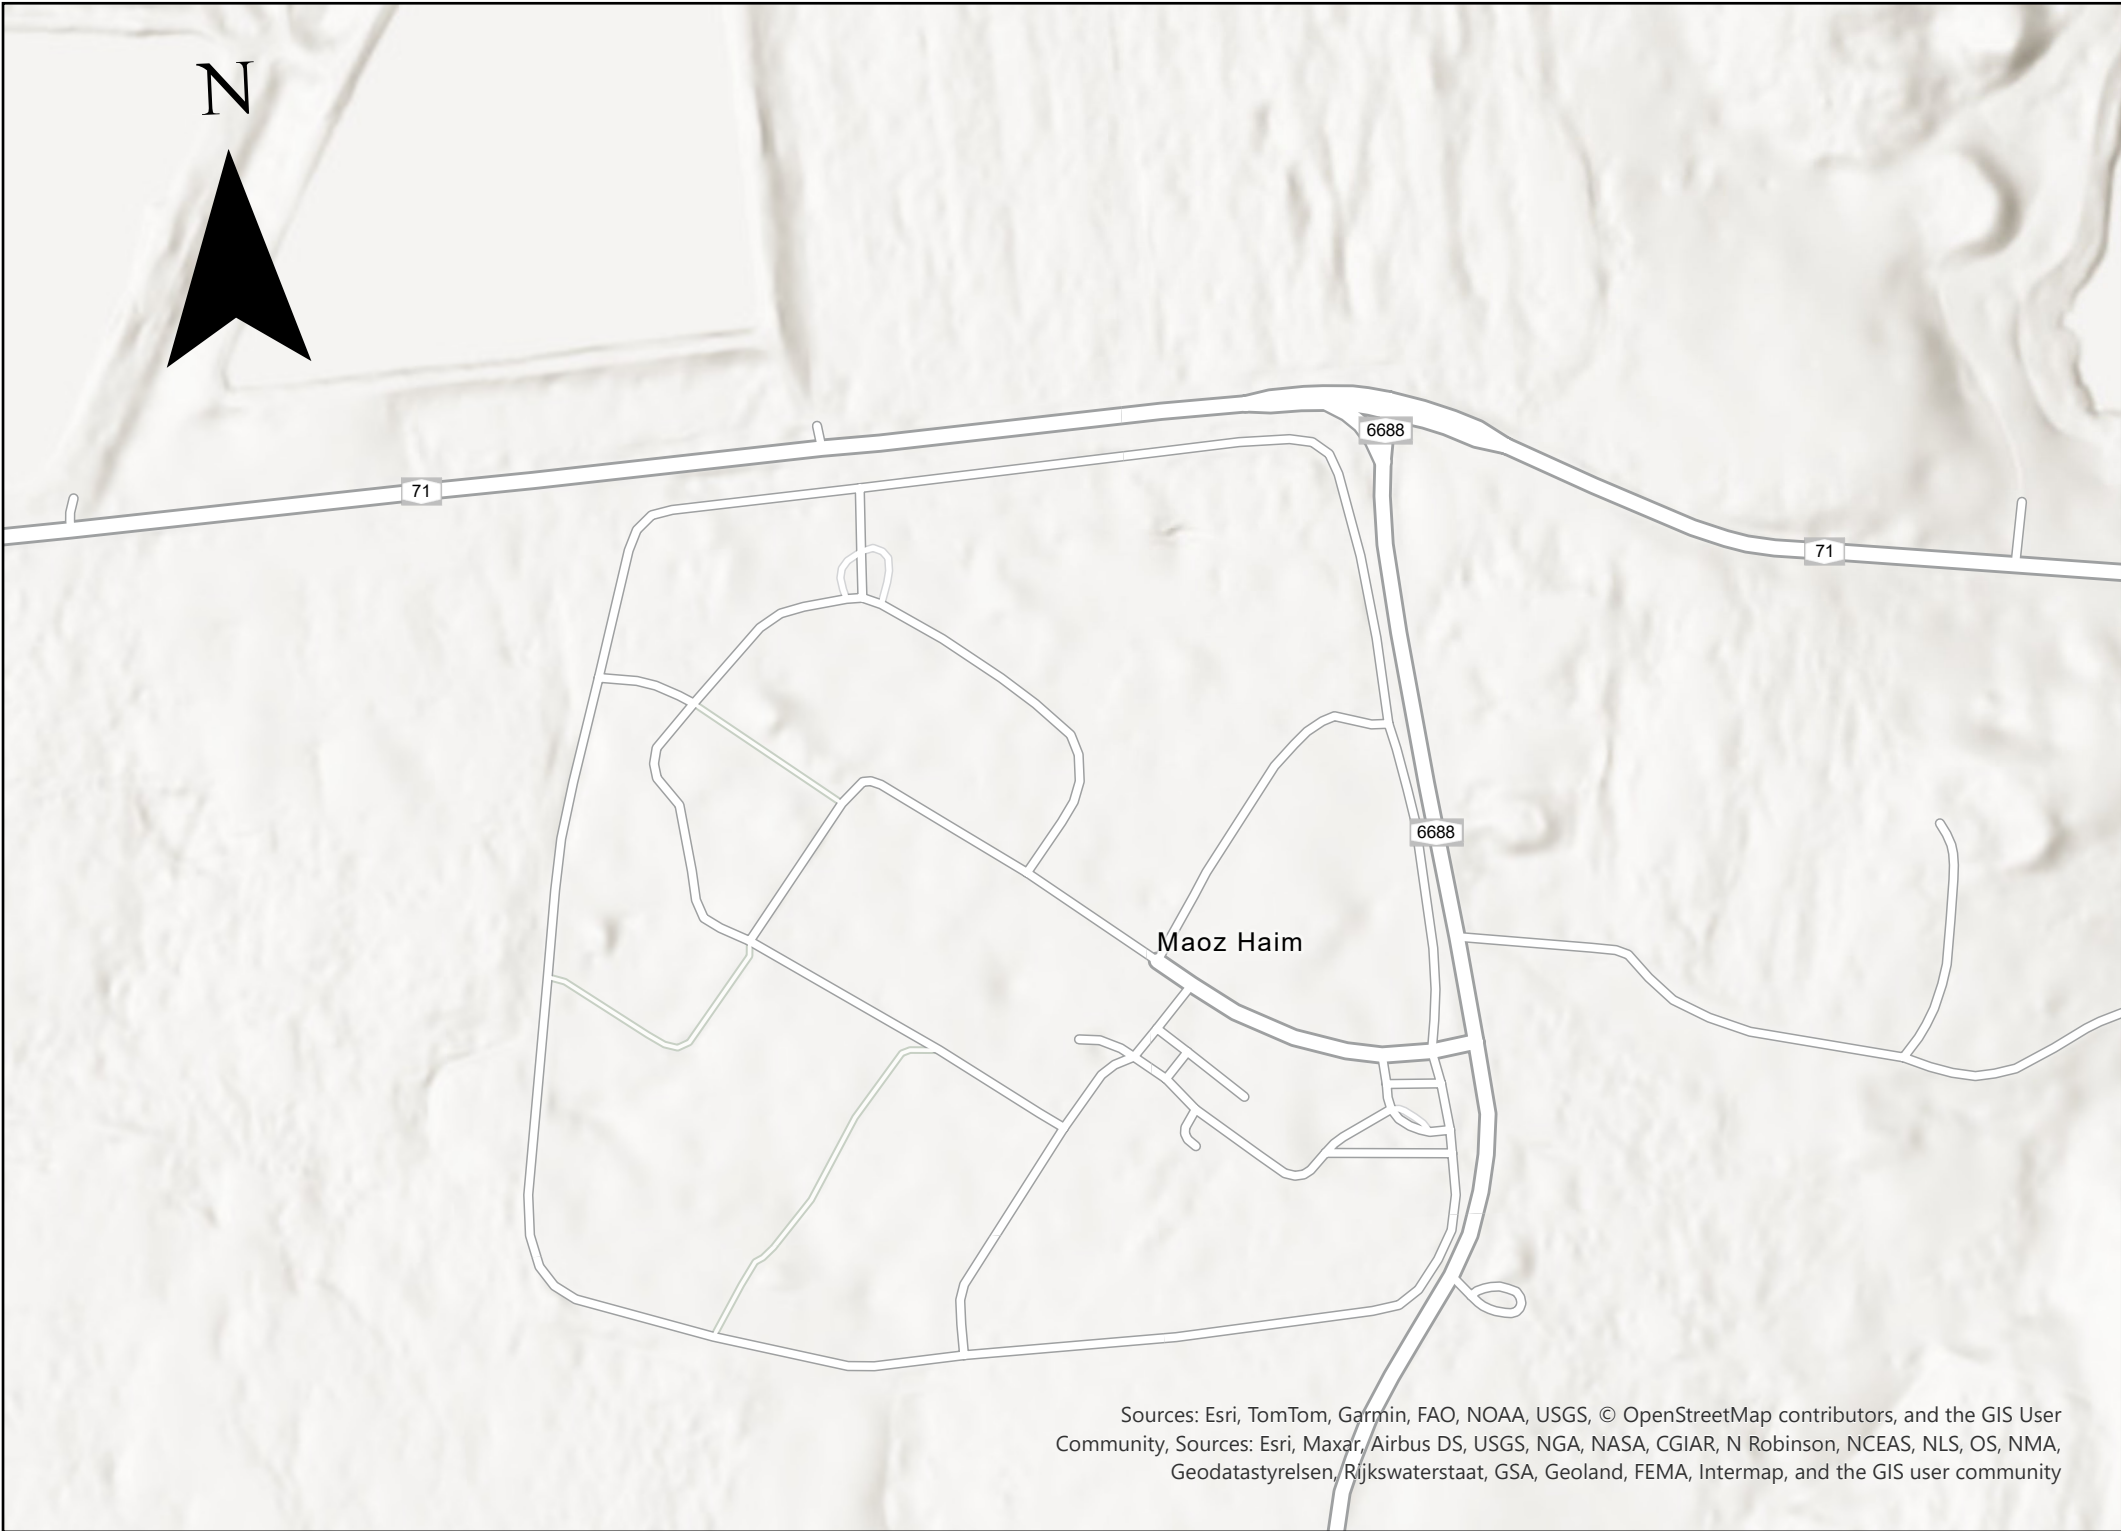 N
6688
71
71
6688
Maoz Haim
Sources: Esri, TomTom, Garmin, FAO, NOAA, USGS, © OpenStreetMap contributors, and the GIS User
Community, Sources: Esri, Maxar, Airbus DS, USGS, NGA, NASA, CGIAR, N Robinson, NCEAS, NLS, OS, NMA,
Geodatastyrelsen, Rijkswaterstaat, GSA, Geoland, FEMA, Intermap, and the GIS user community